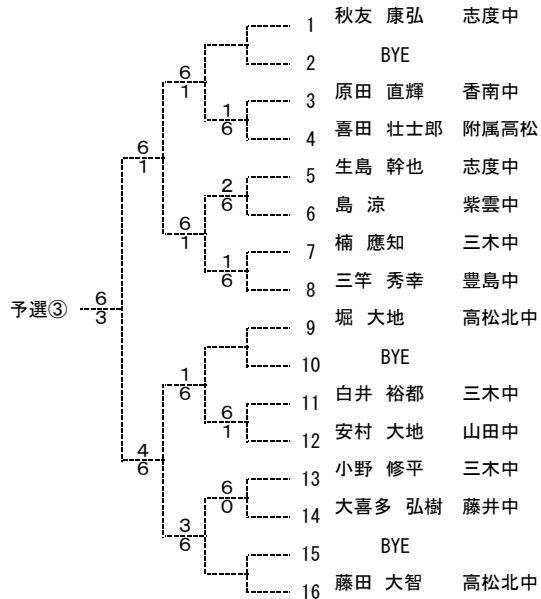 1 秋友 康弘 志度中
2 BYE
6
1
3 原田 直輝 香南中
1
6
4 喜田 壮士郎 附属高松
6
1
5 生島 幹也 志度中
2
6
6 島 涼 紫雲中
6
1
7 楠 應知 三木中
1
6
8 三竿 秀幸 豊島中
予選③
6
3
9 堀 大地 高松北中
10 BYE
1
6
11 白井 裕都 三木中
6
1
12 安村 大地 山田中
4
6
13 小野 修平 三木中
6
0
14 大喜多 弘樹 藤井中
3
6
15 BYE
16 藤田 大智 高松北中